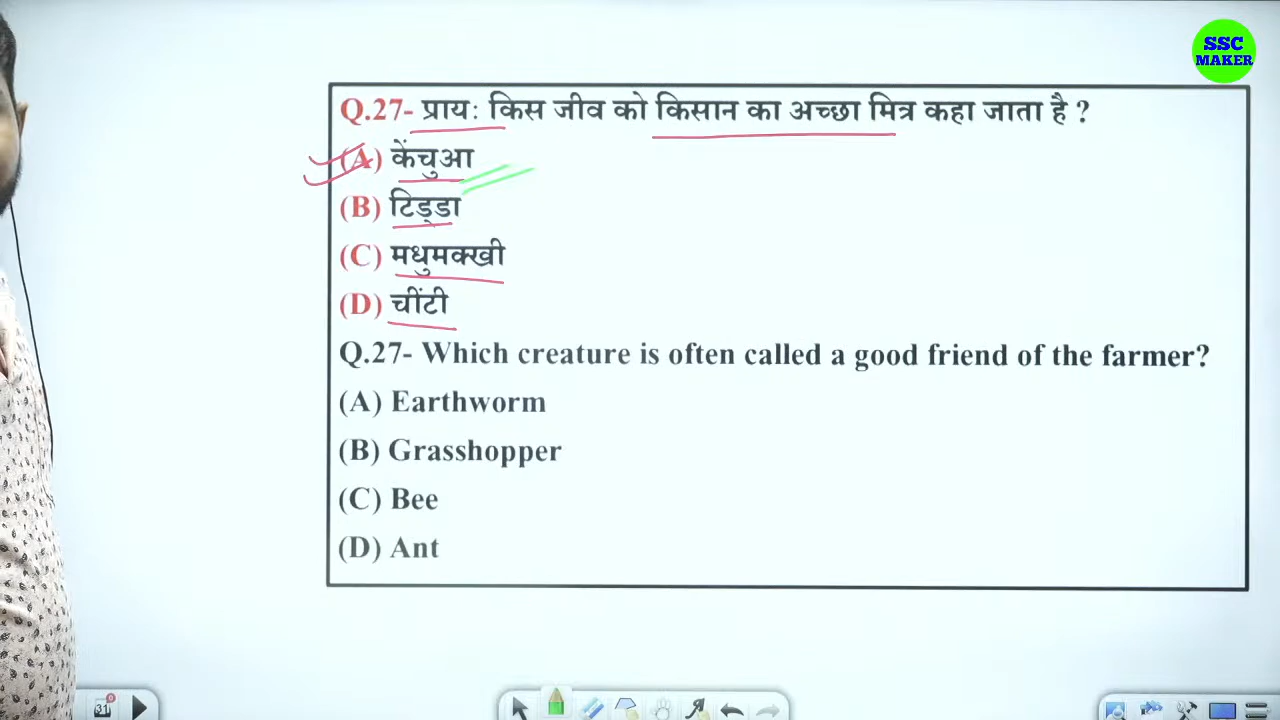 SSC
MAKER
Q.27- प्रायः किस जीव को किसान का अच्छा मित्र कहा जाता है ?
(A) केंचुआ
(B) टिड्डा
(C) मधुमक्खी
(D) चींटी
Q.27- Which creature is often called a good friend of the farmer?
(A) Earthworm
(B) Grasshopper
(C) Bee
(D) Ant
31